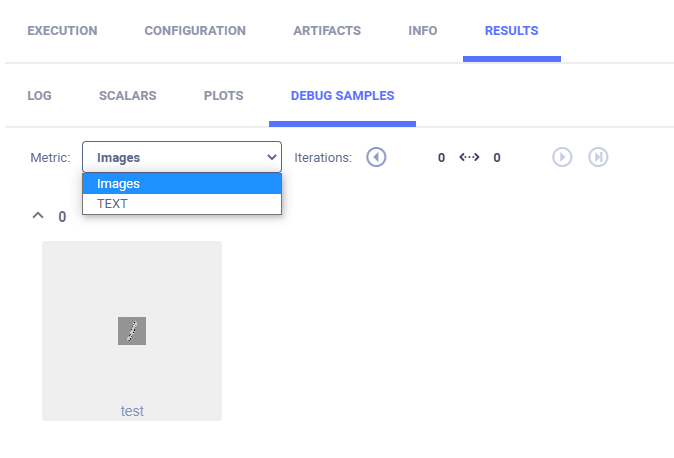 EXECUTION CONFIGURATION ARTIFACTS INFO RESULTS
LOG SCALARS PLOTS DEBUG SAMPLES
Metric: Images Iterations: 0 0
Images
TEXT
0
test